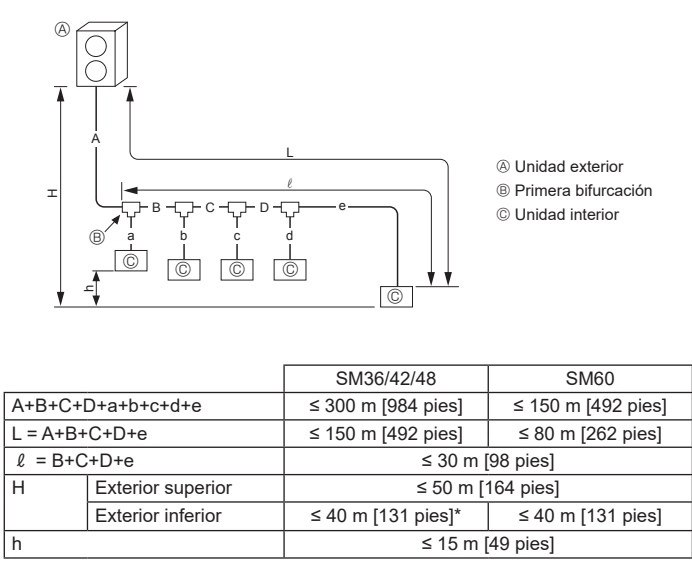 Ⓐ
A
L
H
ℓ
B C D e
Ⓑ
a b c d
Ⓒ Ⓒ Ⓒ Ⓒ
h
Ⓒ
Ⓐ Unidad exterior
Ⓑ Primera bifurcación
Ⓒ Unidad interior
SM36/42/48 SM60
A+B+C+D+a+b+c+d+e ≤ 300 m [984 pies] ≤ 150 m [492 pies]
L = A+B+C+D+e ≤ 150 m [492 pies] ≤ 80 m [262 pies]
ℓ = B+C+D+e ≤ 30 m [98 pies]
H Exterior superior ≤ 50 m [164 pies]
Exterior inferior ≤ 40 m [131 pies]* ≤ 40 m [131 pies]
h ≤ 15 m [49 pies]